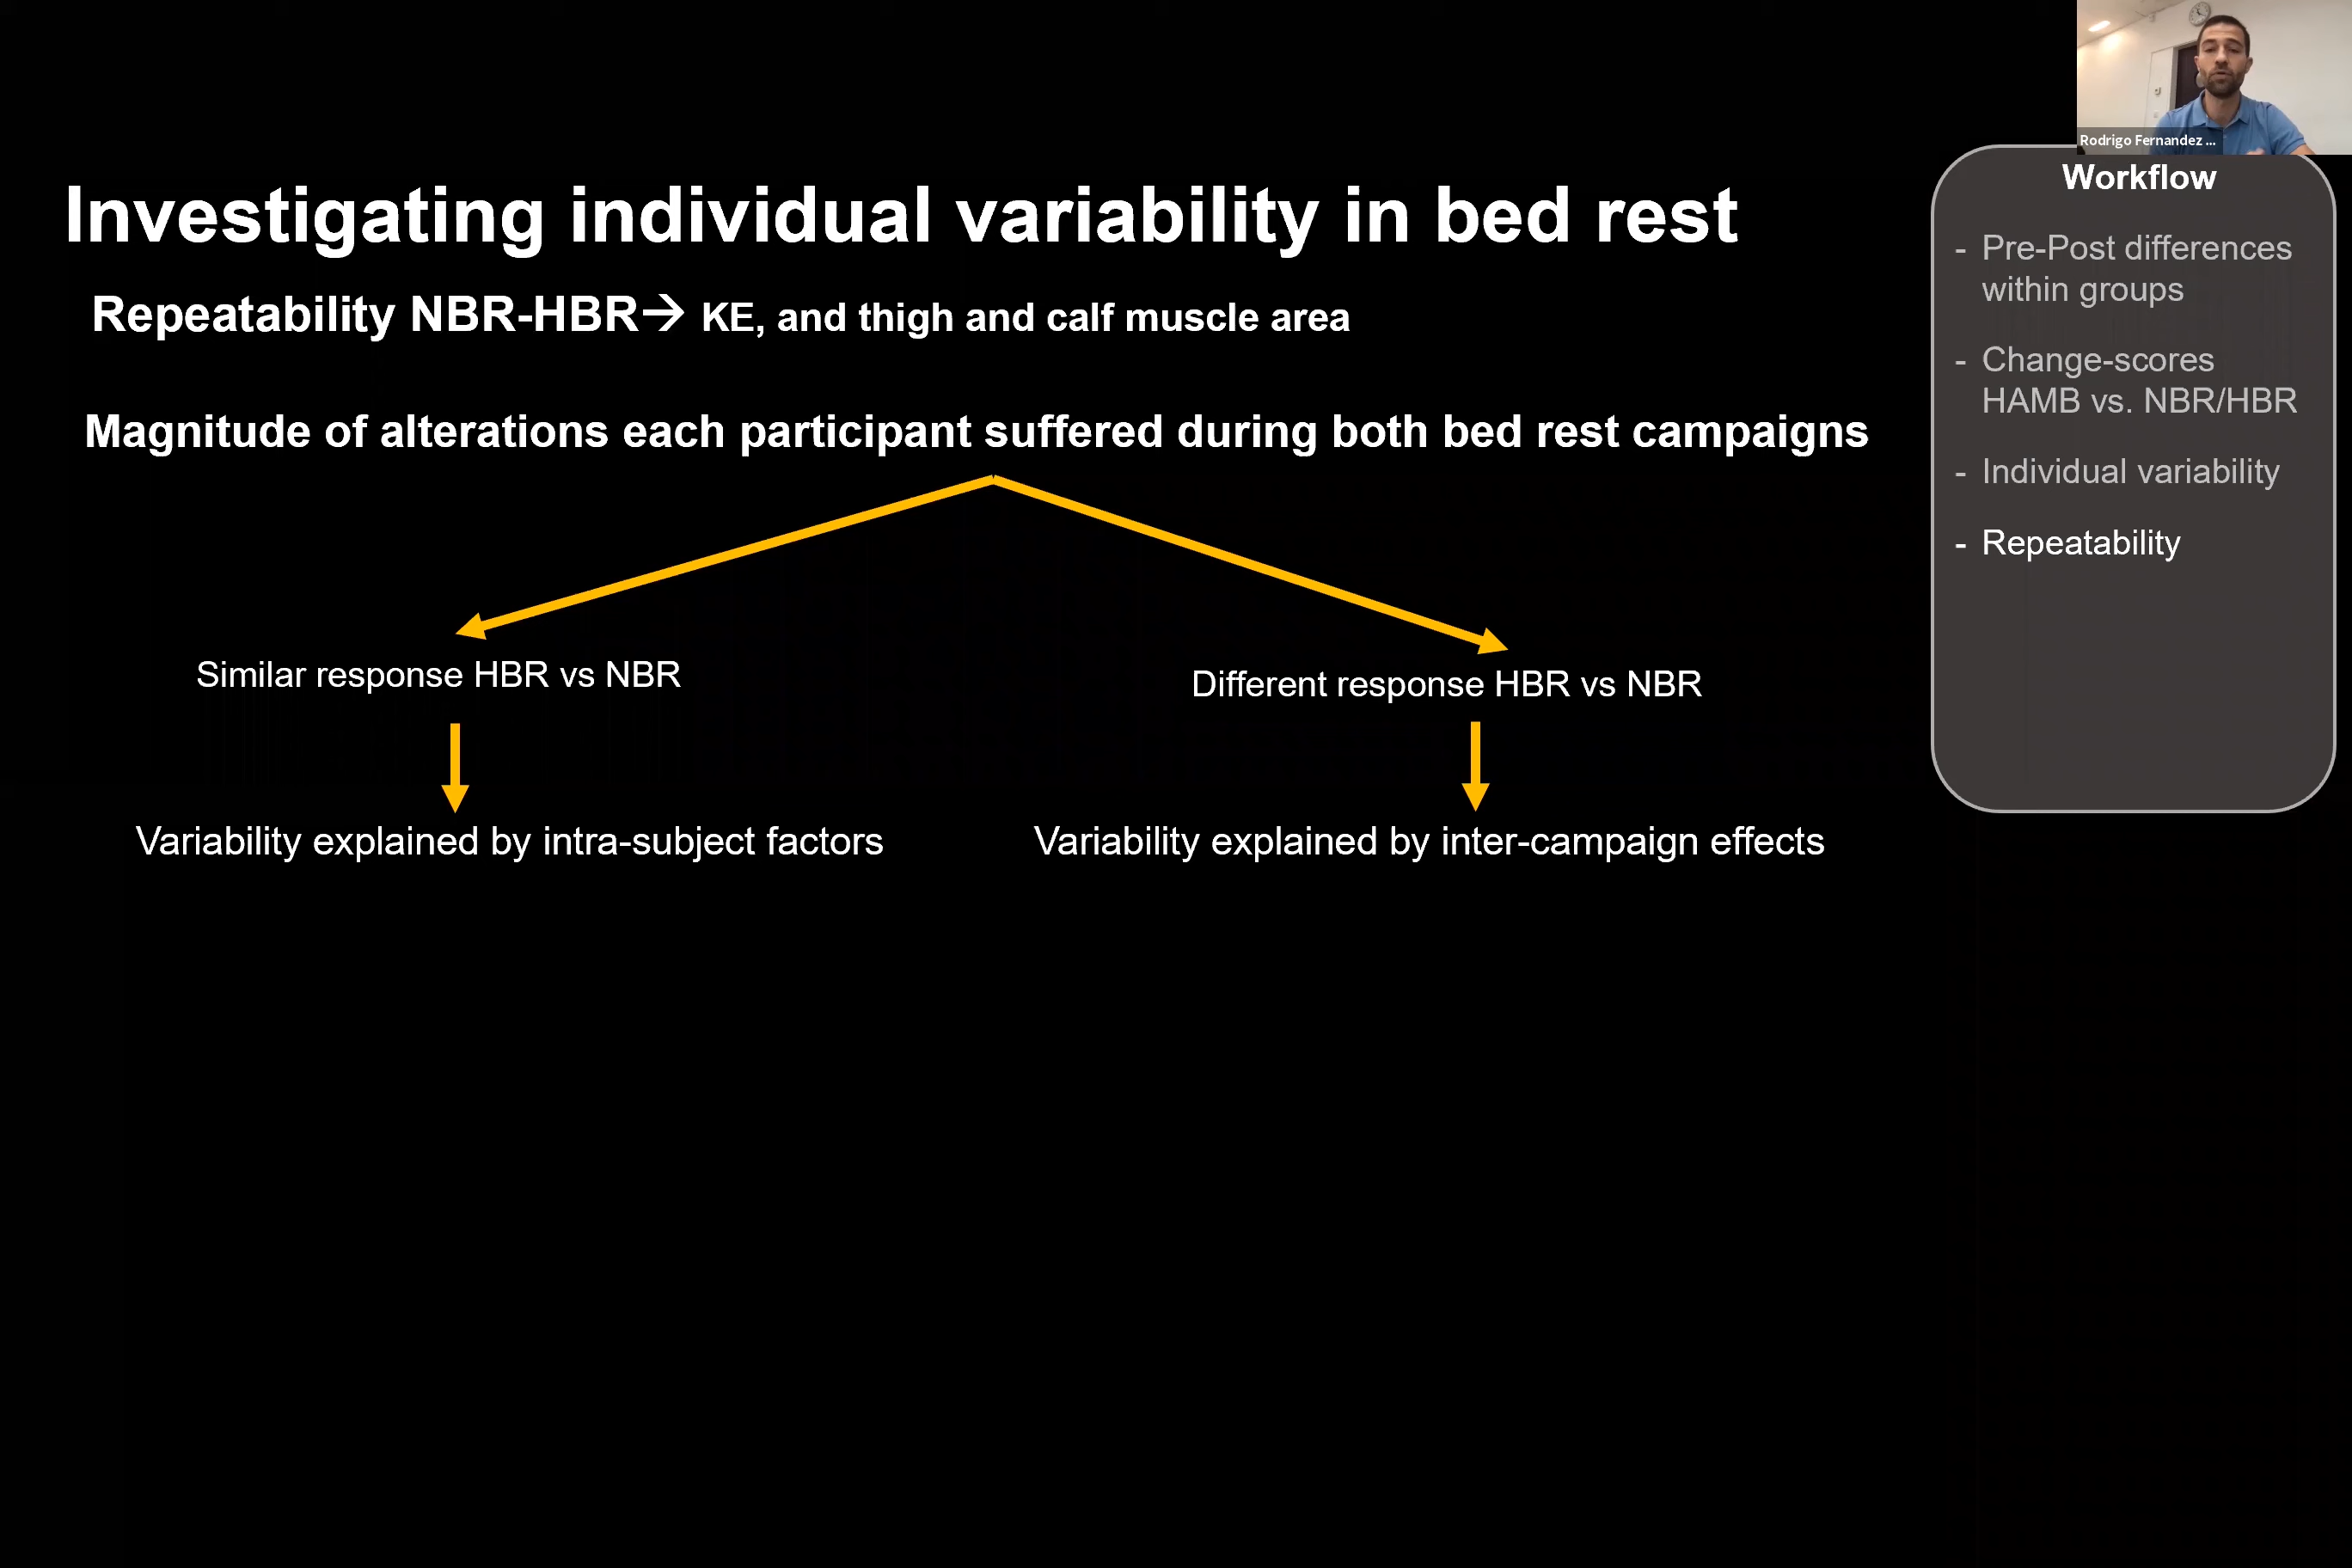 Rodrigo Fernandez ...
Investigating individual variability in bed rest
Repeatability NBR-HBR→ KE, and thigh and calf muscle area
Magnitude of alterations each participant suffered during both bed rest campaigns
Similar response HBR vs NBR
Different response HBR vs NBR
Variability explained by intra-subject factors
Variability explained by inter-campaign effects
Workflow
- Pre-Post differences
within groups
- Change-scores
HAMB vs. NBR/HBR
- Individual variability
- Repeatability